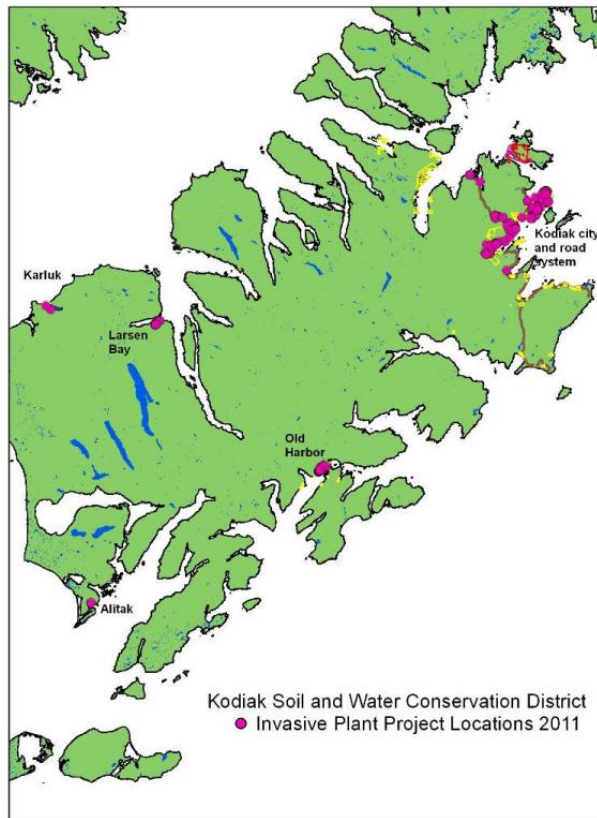 Kodiak city
and road
system
Karluk
Larsen
Bay
Old
Harbor
Alitak
Kodiak Soil and Water Conservation District
Invasive Plant Project Locations 2011